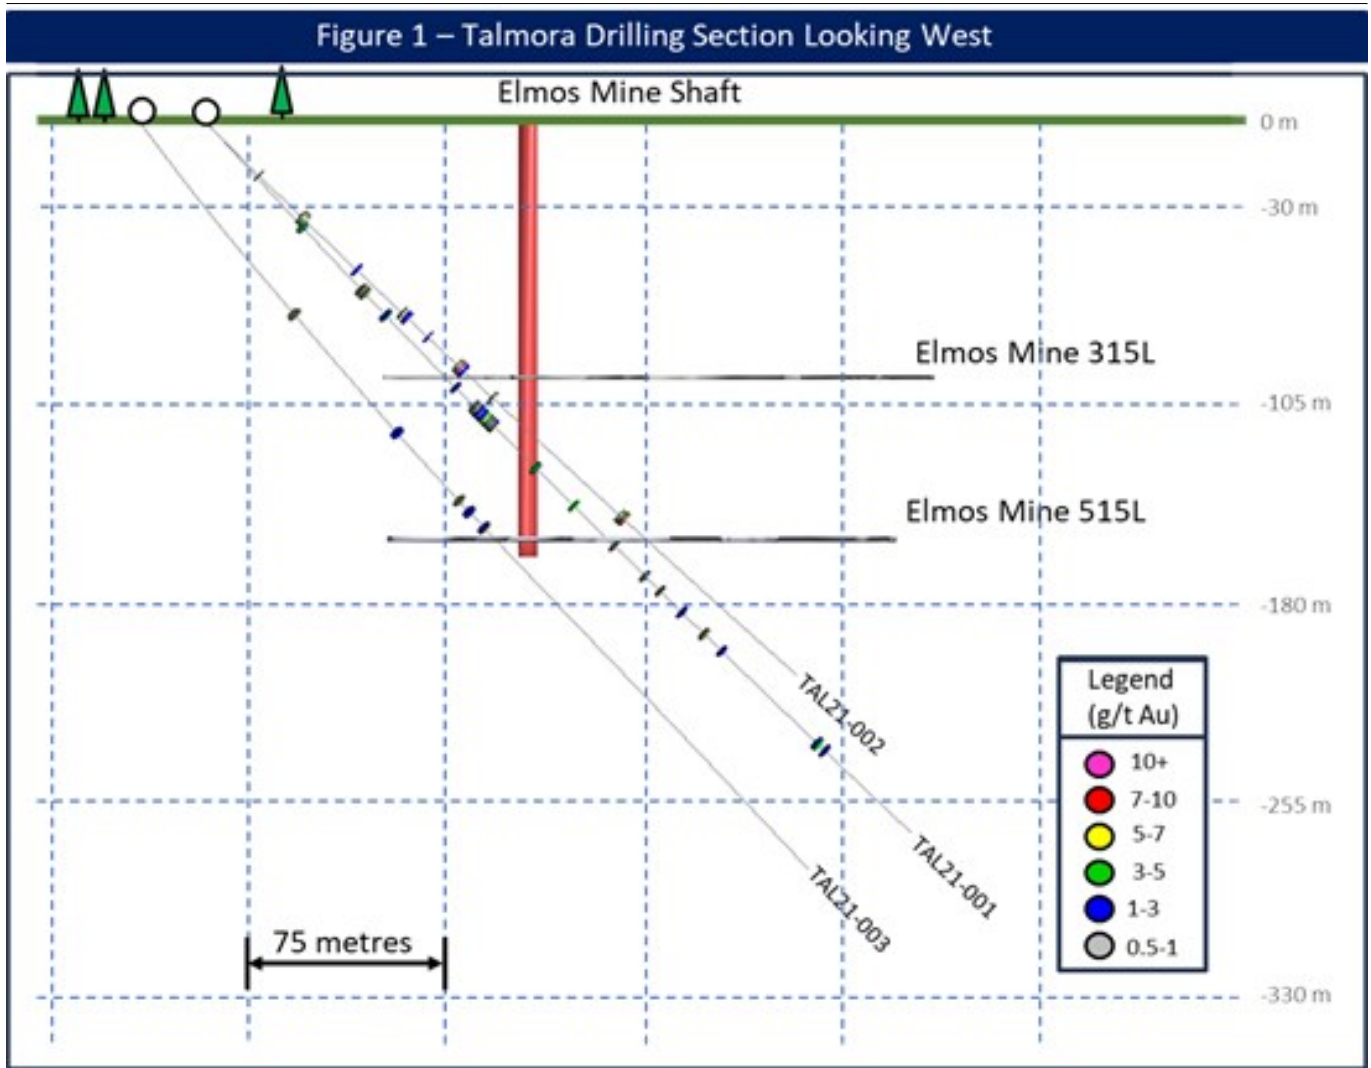 Figure 1 – Talmora Drilling Section Looking West
Elmos Mine Shaft
0 m
-30 m
Elmos Mine 315L
-105 m
Elmos Mine 515L
-180 m
TAL21-002
Legend
(g/t Au)
10+
7-10
5-7
3-5
1-3
0.5-1
-255 m
TAL21-001
TAL21-003
75 metres
-330 m